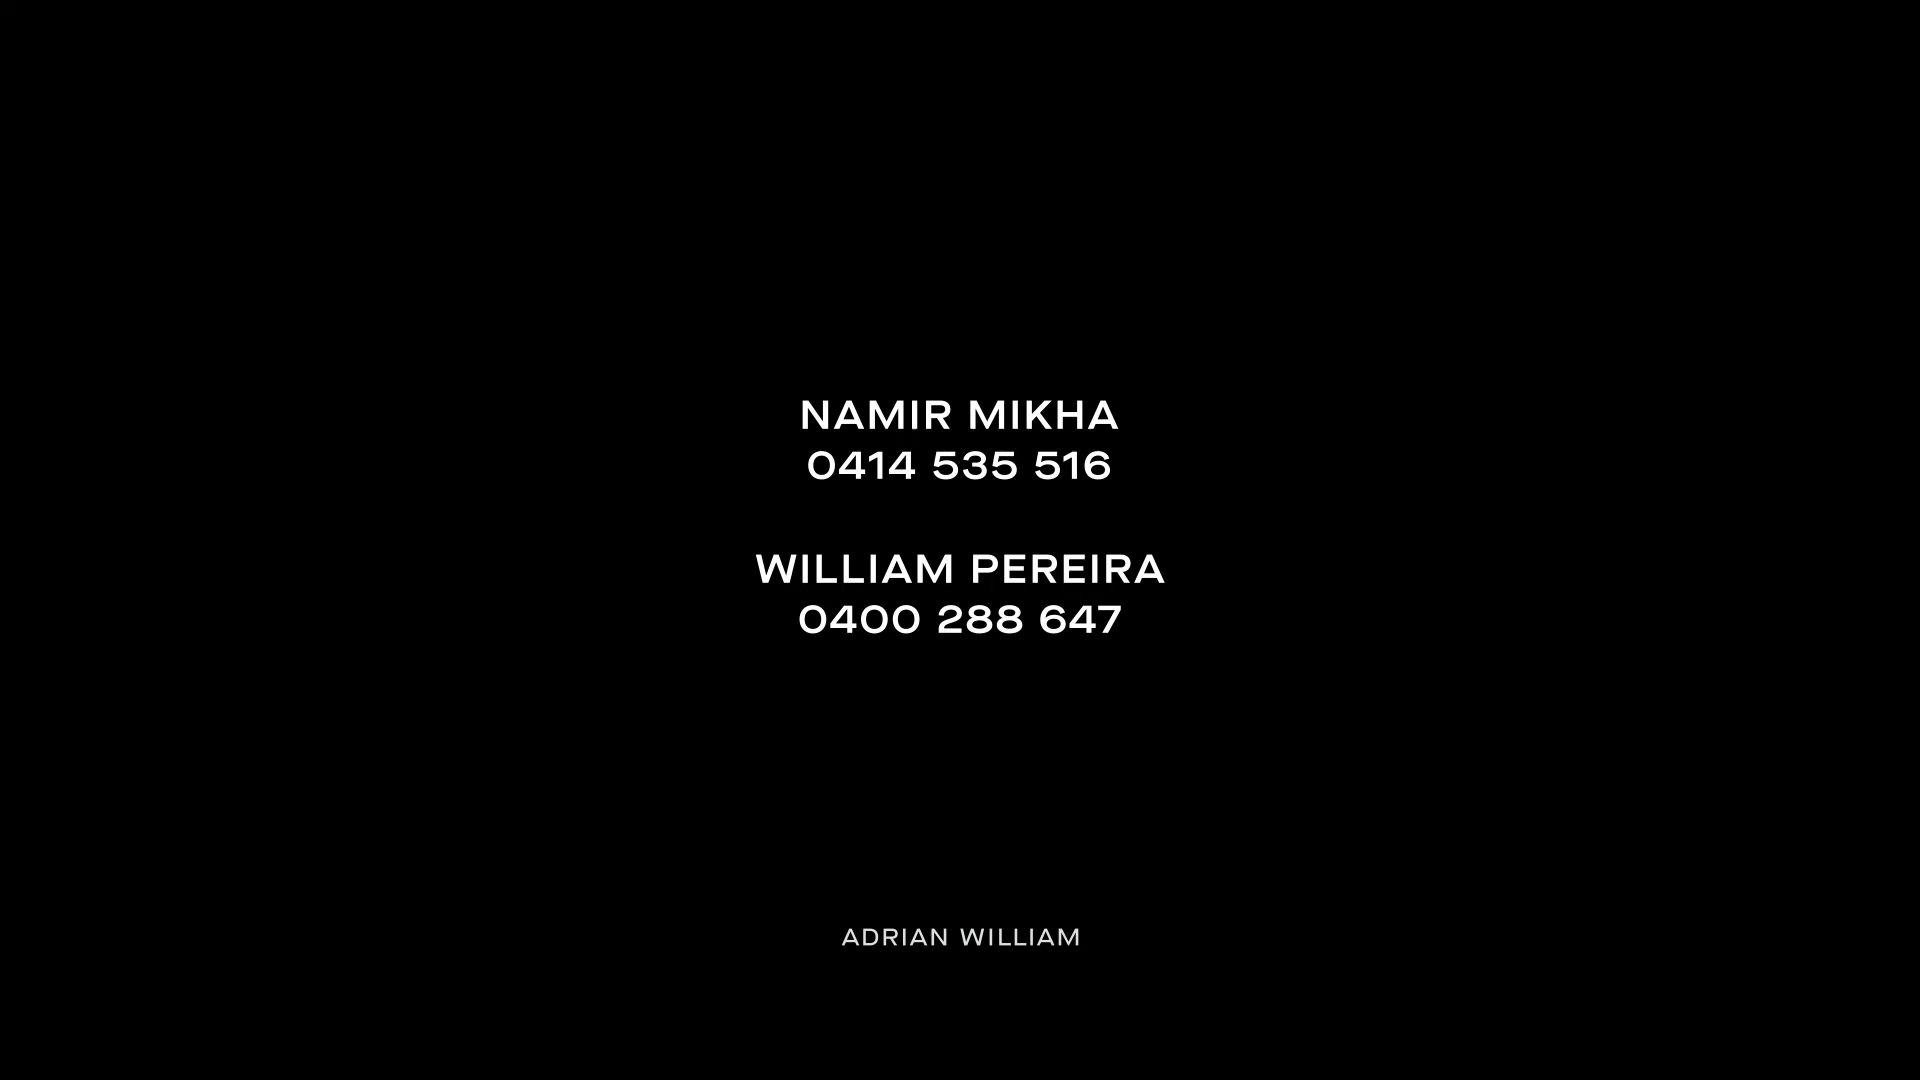 NAMIR MIKHA
0414 535 516
WILLIAM PEREIRA
0400 288 647
ADRIAN WILLIAM